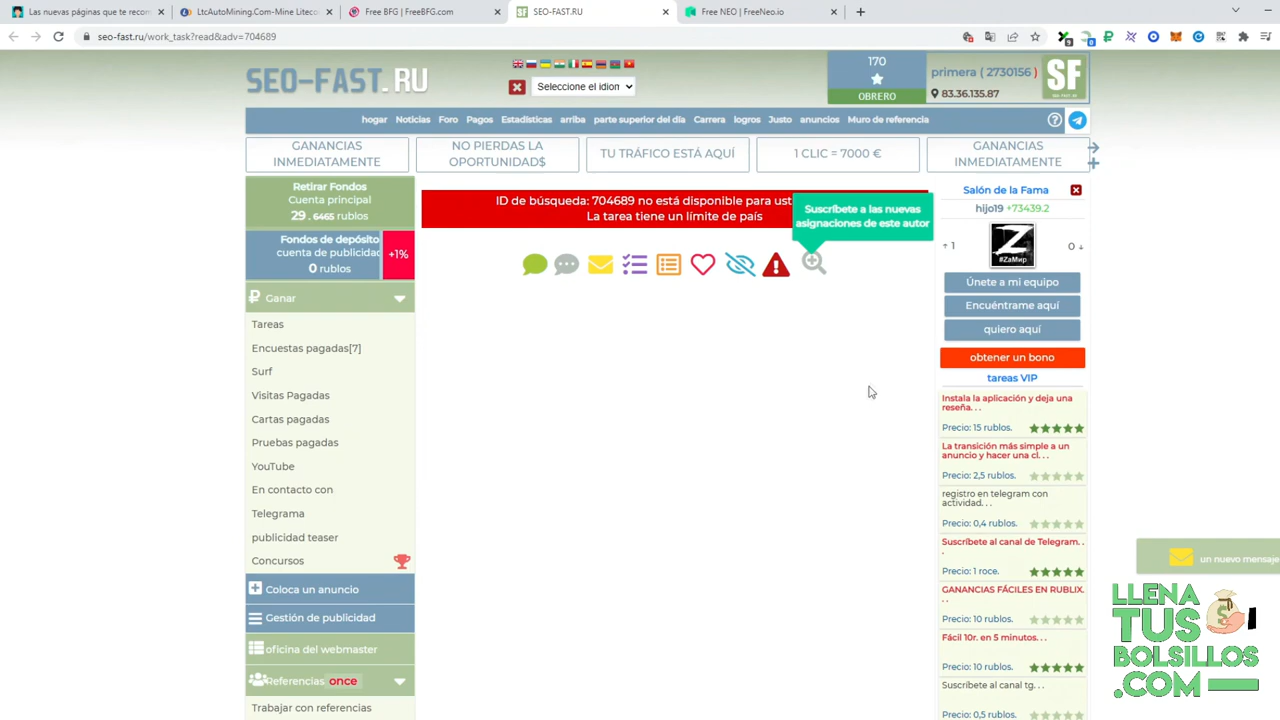 Las nuevas páginas que te recom
LtcAutoMining.Com-Mine Liteco
Free BFG | FreeBFG.com
SEO-FAST.RU
Free NEO | FreeNeo.io
seo-fast.ru/work_task?read&adv=704689
SEO-FAST.RU
Seleccione el idiom
170
OBRERO
primera ( 2730156 )
83.36.135.87
SF
hogar Noticias Foro Pagos Estadísticas arriba parte superior del día Carrera logros Justo anuncios Muro de referencia
GANANCIAS INMEDIATAMENTE
NO PIERDAS LA OPORTUNIDAD$
TU TRÁFICO ESTÁ AQUÍ
1 CLIC = 7000 €
GANANCIAS INMEDIATAMENTE
Retirar Fondos
Cuenta principal
29 . 6465 rublos
Fondos de depósito
cuenta de publicidad
0 rublos
+1%
Ganar
Tareas
Encuestas pagadas[7]
Surf
Visitas Pagadas
Cartas pagadas
Pruebas pagadas
YouTube
En contacto con
Telegrama
publicidad teaser
Concursos
Coloca un anuncio
Gestión de publicidad
oficina del webmaster
Referencias once
Trabajar con referencias
ID de búsqueda: 704689 no está disponible para ust
La tarea tiene un límite de país
Suscríbete a las nuevas
asignaciones de este autor
Salón de la Fama
hijo19 +73439.2
↑ 1
Z
#ZaМир
0 ↓
Únete a mi equipo
Encuéntrame aquí
quiero aquí
obtener un bono
tareas VIP
Instala la aplicación y deja una
reseña. . .
Precio: 15 rublos.
La transición más simple a un
anuncio y hacer una cl. . .
Precio: 2,5 rublos.
registro en telegram con
actividad. . .
Precio: 0,4 rublos.
Suscríbete al canal de Telegram. .
.
Precio: 1 roce.
GANANCIAS FÁCILES EN RUBLIX.
. .
Precio: 10 rublos.
Fácil 10r. en 5 minutos. . .
Precio: 10 rublos.
Suscríbete al canal tg. . .
Precio: 0,5 rublos.
un nuevo mensaje
LLENA
TUS
BOLSILLOS
.COM